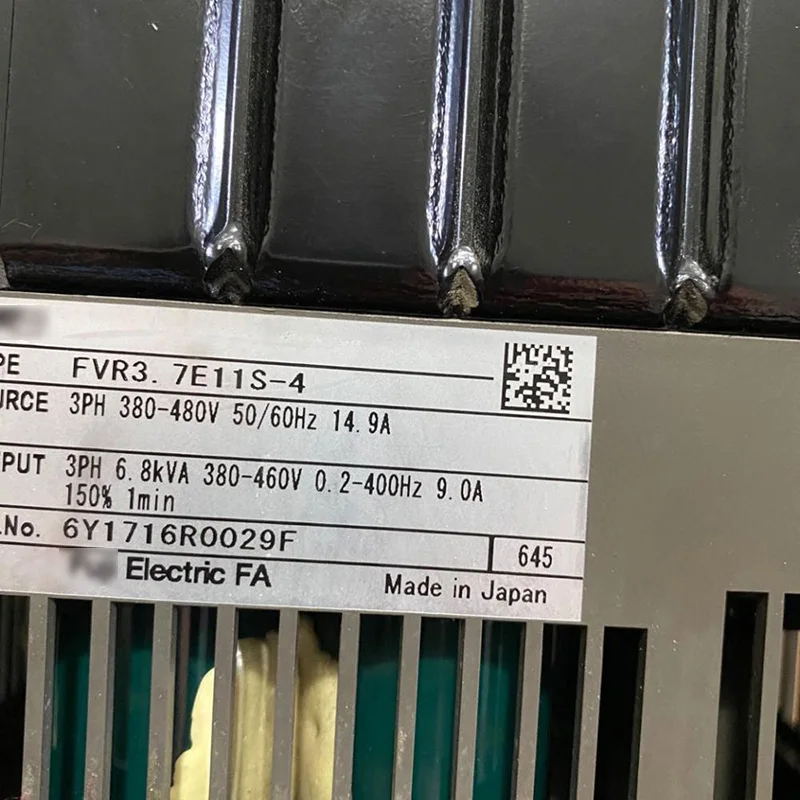 PE FVR3. 7E11S-4
URCE 3PH 380-480V 50/60Hz 14.9A
PUT 3PH 6.8kVA 380-460V 0.2-400Hz 9.0A
150% 1min
.No. 6Y1716R0029F 645
Electric FA
Made in Japan